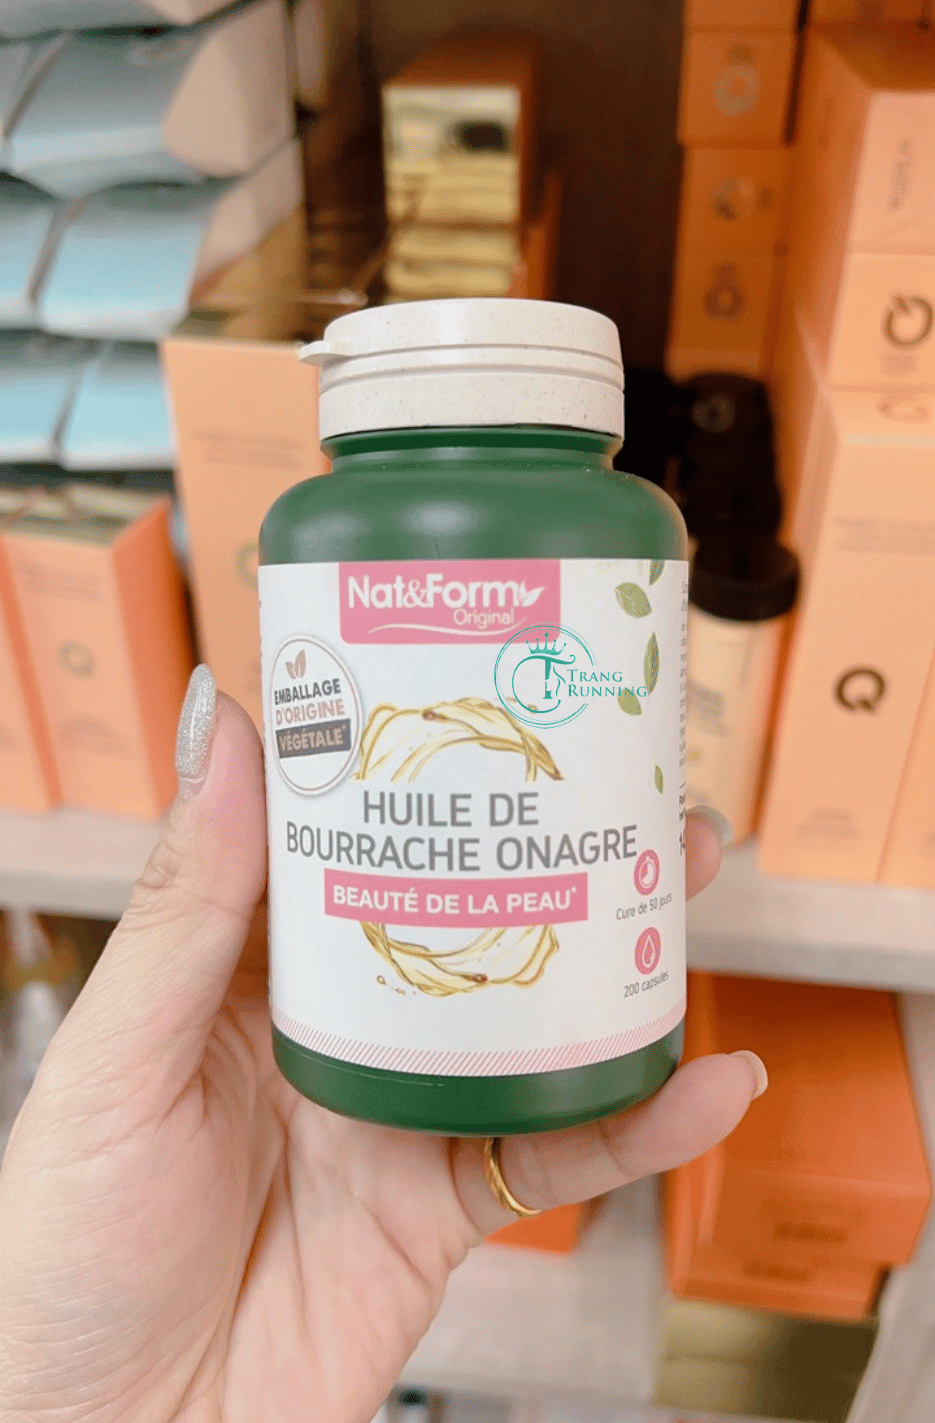 Nat&Form
Original
TRANG
RUNNING
EMBALLAGE
D'ORIGINE
VÉGÉTALE*
HUILE DE
BOURRACHE ONAGRE
BEAUTÉ DE LA PEAU*
Cure de 50 jours
200 capsules